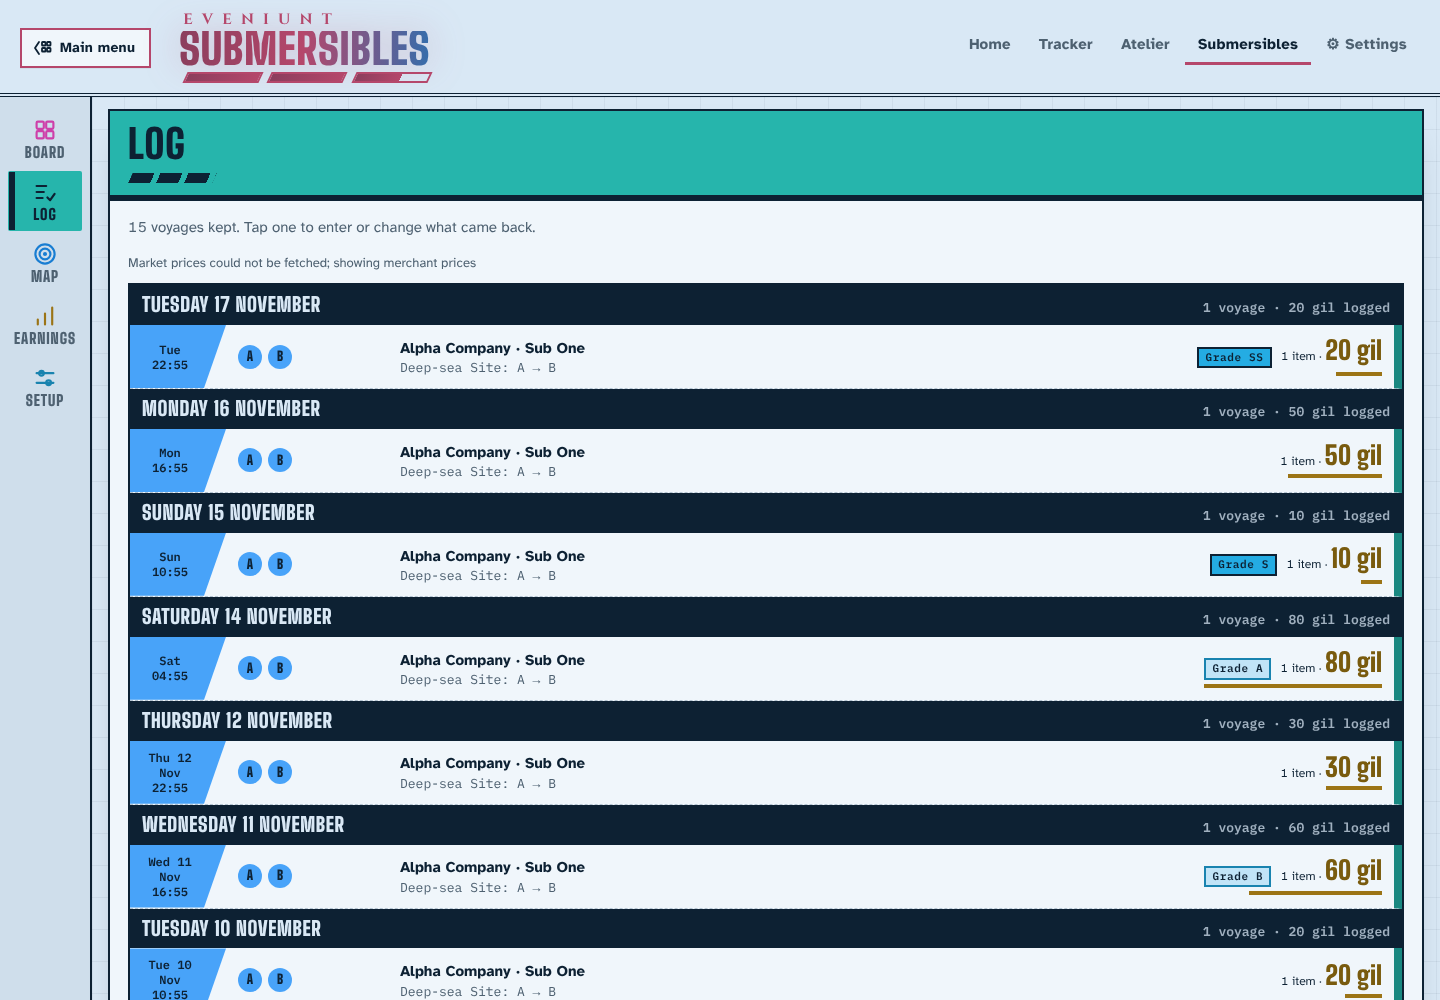 Main menu
EVENIUNT
SUBMERSIBLES
Home
Tracker
Atelier
Submersibles
Settings
BOARD
LOG
MAP
EARNINGS
SETUP
LOG
15 voyages kept. Tap one to enter or change what came back.
Market prices could not be fetched; showing merchant prices
TUESDAY 17 NOVEMBER
1 voyage · 20 gil logged
Tue
22:55
A B
Alpha Company · Sub One
Deep-sea Site: A → B
Grade SS 1 item · 20 gil
MONDAY 16 NOVEMBER
1 voyage · 50 gil logged
Mon
16:55
A B
Alpha Company · Sub One
Deep-sea Site: A → B
1 item · 50 gil
SUNDAY 15 NOVEMBER
1 voyage · 10 gil logged
Sun
10:55
A B
Alpha Company · Sub One
Deep-sea Site: A → B
Grade S 1 item · 10 gil
SATURDAY 14 NOVEMBER
1 voyage · 80 gil logged
Sat
04:55
A B
Alpha Company · Sub One
Deep-sea Site: A → B
Grade A 1 item · 80 gil
THURSDAY 12 NOVEMBER
1 voyage · 30 gil logged
Thu 12
Nov
22:55
A B
Alpha Company · Sub One
Deep-sea Site: A → B
1 item · 30 gil
WEDNESDAY 11 NOVEMBER
1 voyage · 60 gil logged
Wed 11
Nov
16:55
A B
Alpha Company · Sub One
Deep-sea Site: A → B
Grade B 1 item · 60 gil
TUESDAY 10 NOVEMBER
1 voyage · 20 gil logged
Tue 10
Nov
10:55
A B
Alpha Company · Sub One
Deep-sea Site: A → B
1 item · 20 gil